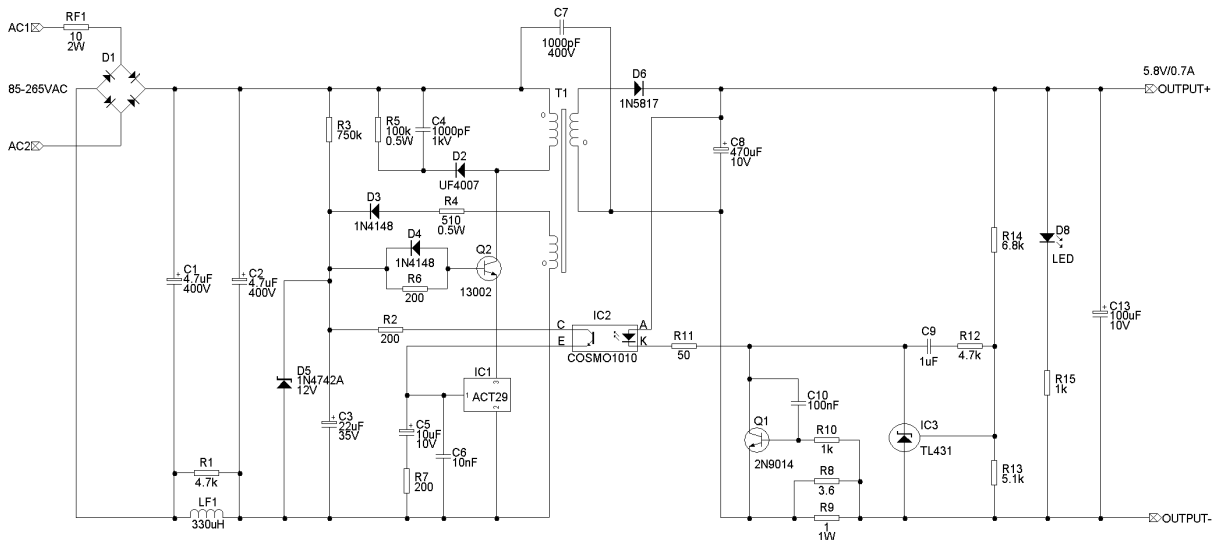 C7
1000pF
400V
RF1
10
2W
AC1
D1
85-265VAC
AC2
R3
750k
R5
100k
0.5W
C4
1000pF
1kV
D2
UF4007
T1
D6
1N5817
5.8V/0.7A
OUTPUT+
C8
470uF
10V
D3
1N4148
R4
510
0.5W
D4
1N4148
R6
200
Q2
13002
R14
6.8k
D8
LED
C1
4.7uF
400V
C2
4.7uF
400V
R2
200
C
E
IC2
A
K
COSMO1010
R11
50
C9
1uF
R12
4.7k
C13
100uF
10V
D5
1N4742A
12V
IC1
3
1
ACT29
2
R15
1k
C3
22uF
35V
C5
10uF
10V
C6
10nF
R7
200
C10
100nF
Q1
2N9014
R10
1k
IC3
TL431
R8
3.6
R13
5.1k
R1
4.7k
LF1
330uH
R9
1
1W
OUTPUT-